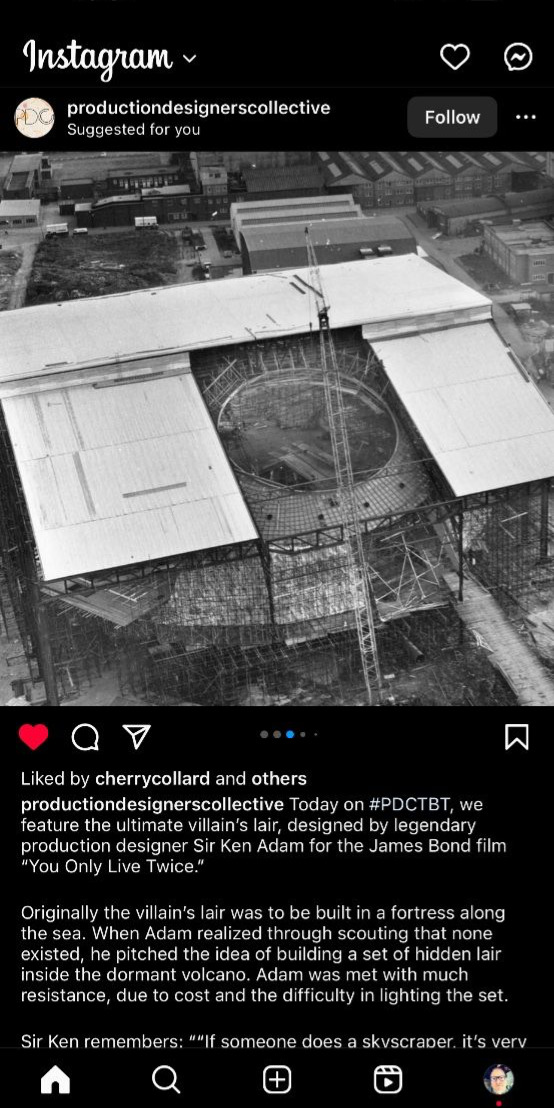 Instagram
productiondesignerscollective
Suggested for you
Follow
PDC
Liked by cherrycollard and others
productiondesignerscollective Today on #PDCTBT, we
feature the ultimate villain's lair, designed by legendary
production designer Sir Ken Adam for the James Bond film
“You Only Live Twice.”
Originally the villain's lair was to be built in a fortress along
the sea. When Adam realized through scouting that none
existed, he pitched the idea of building a set of hidden lair
inside the dormant volcano. Adam was met with much
resistance, due to cost and the difficulty in lighting the set.
Sir Ken remembers: ““If someone does a skyscraper, it's very